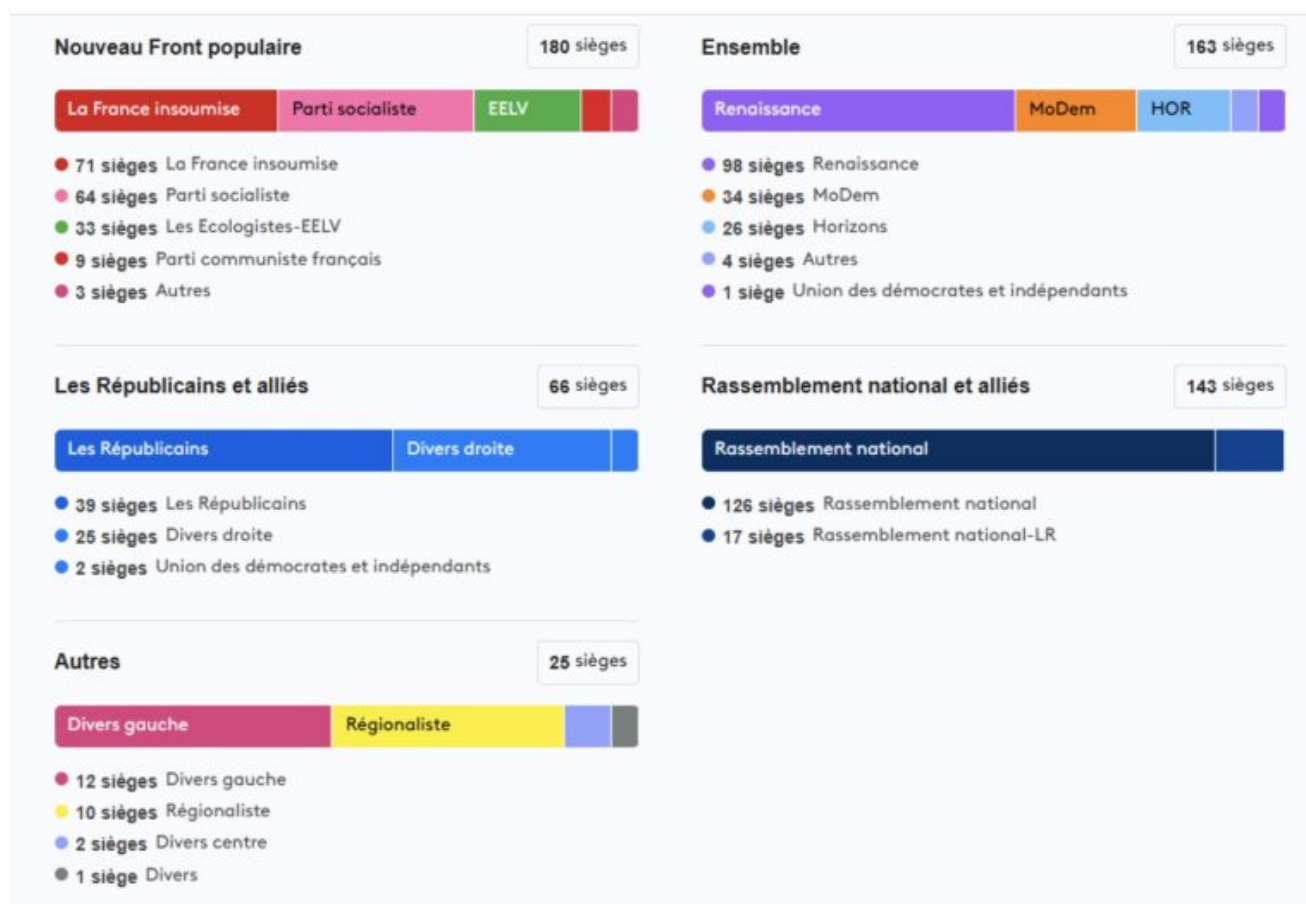 Nouveau Front populaire
180 sièges
La France insoumise
Parti socialiste
EELV
71 sièges La France insoumise
64 sièges Parti socialiste
33 sièges Les Ecologistes-EELV
9 sièges Parti communiste français
3 sièges Autres
Ensemble
163 sièges
Renaissance
MoDem
HOR
98 sièges Renaissance
34 sièges MoDem
26 sièges Horizons
4 sièges Autres
1 siège Union des démocrates et indépendants
Les Républicains et alliés
66 sièges
Les Républicains
Divers droite
39 sièges Les Républicains
25 sièges Divers droite
2 sièges Union des démocrates et indépendants
Rassemblement national et alliés
143 sièges
Rassemblement national
126 sièges Rassemblement national
17 sièges Rassemblement national-LR
Autres
25 sièges
Divers gauche
Régionaliste
12 sièges Divers gauche
10 sièges Régionaliste
2 sièges Divers centre
1 siège Divers